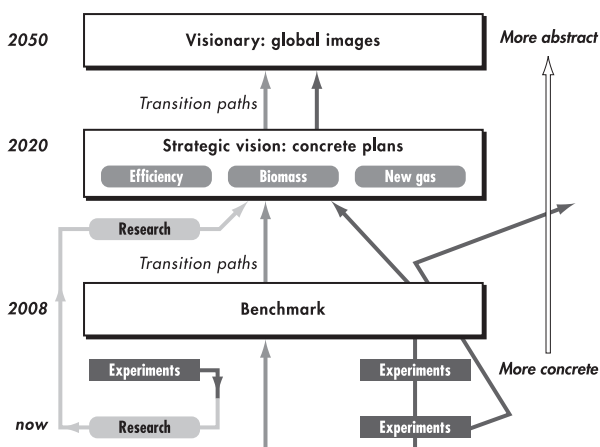 2050
Visionary: global images
More abstract
Transition paths
2020
Strategic vision: concrete plans
Efficiency
Biomass
New gas
Research
Transition paths
2008
Benchmark
Experiments
Experiments
More concrete
now
Research
Experiments